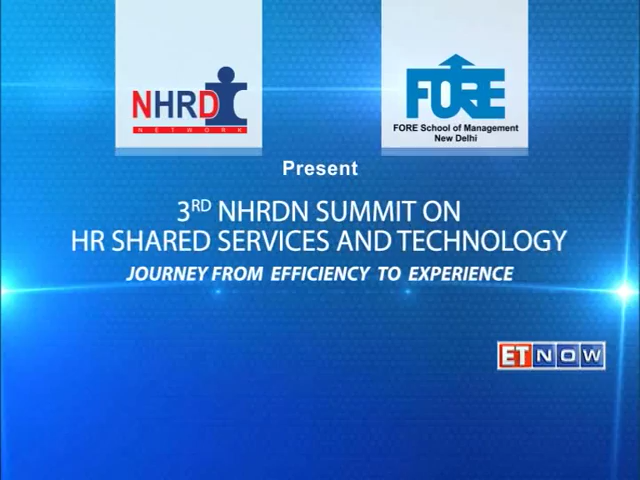 NHRD
NETWORK
FORE
FORE School of Management
New Delhi
Present
3RD NHRDN SUMMIT ON
HR SHARED SERVICES AND TECHNOLOGY
JOURNEY FROM EFFICIENCY TO EXPERIENCE
ET NOW